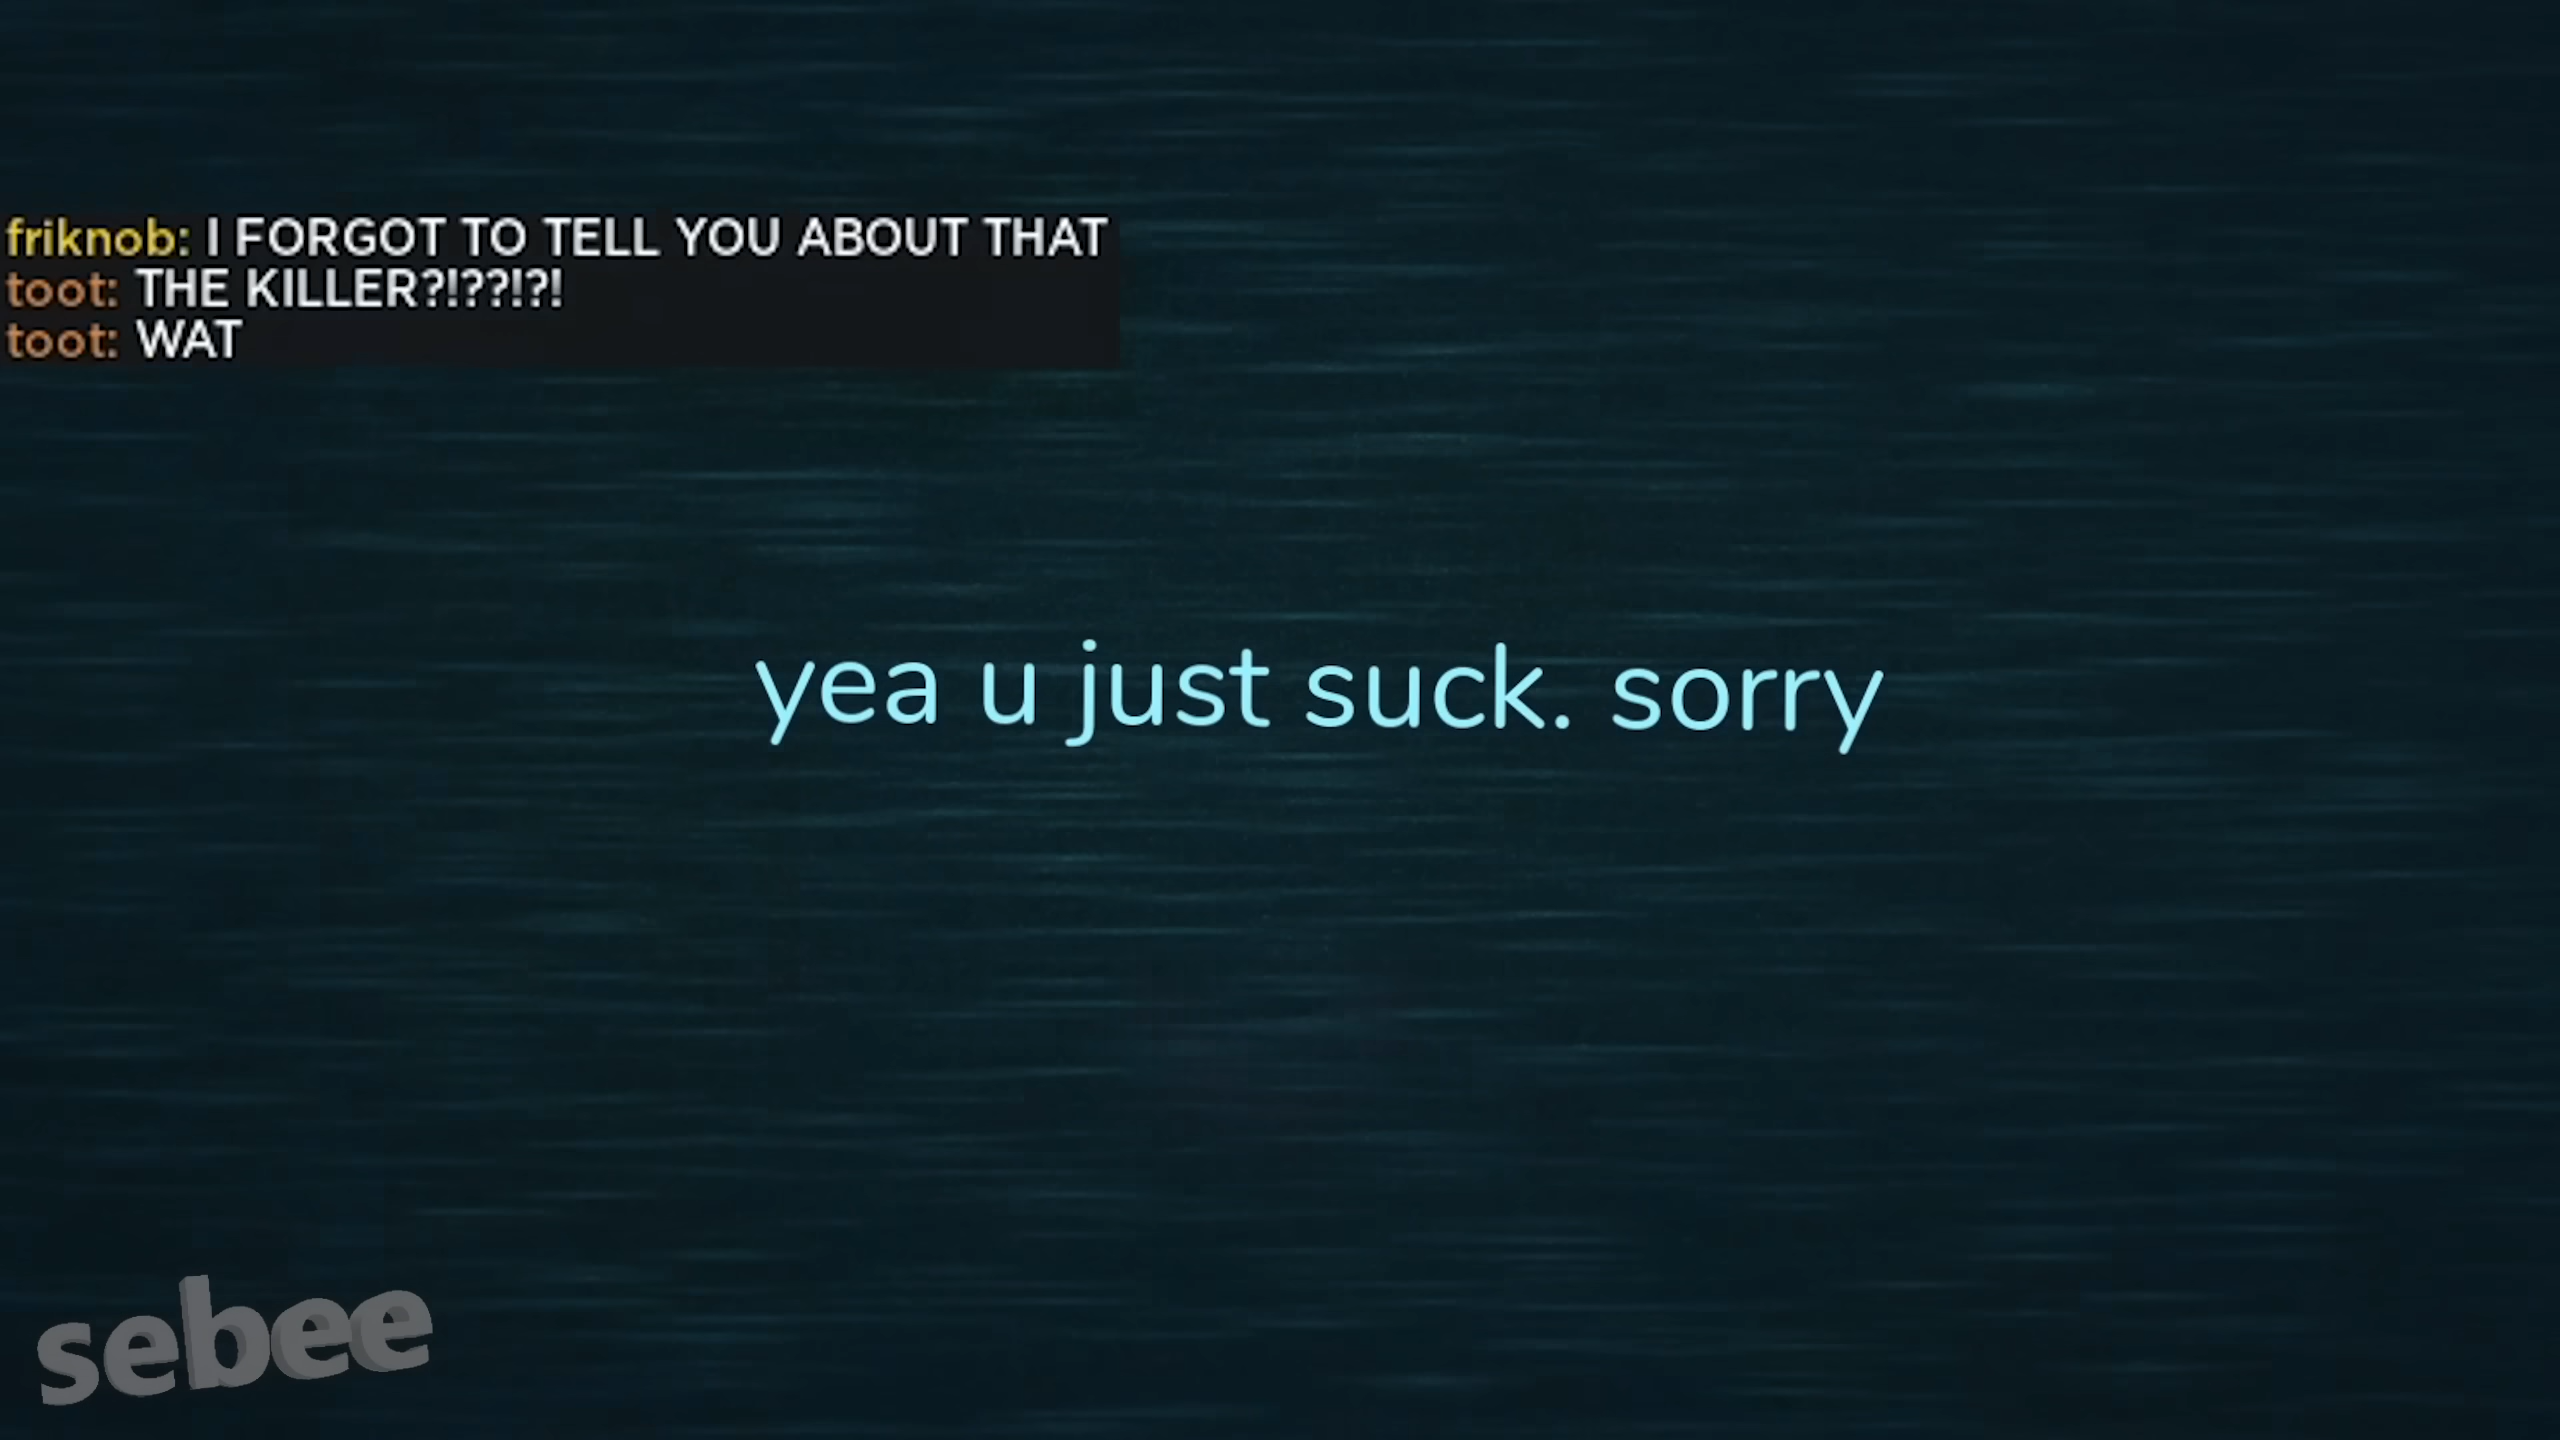 friknob: I FORGOT TO TELL YOU ABOUT THAT
toot: THE KILLER?!??!?!
toot: WAT
yea u just suck. sorry
sebee